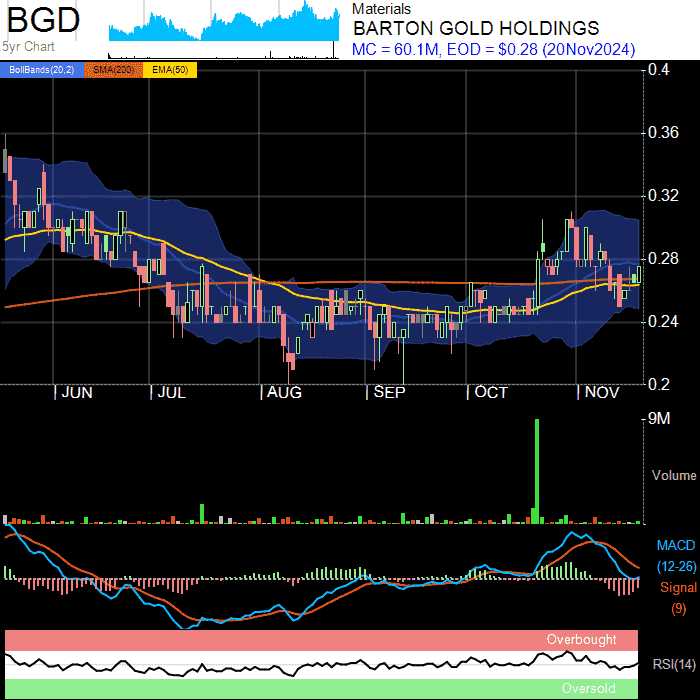 BGD
5yr Chart
Materials
BARTON GOLD HOLDINGS
MC = 60.1M, EOD = $0.28 (20Nov2024)
BollBands(20,2) SMA(200) EMA(50)
0.4
0.36
0.32
0.28
0.24
0.2
JUN JUL AUG SEP OCT NOV
9M
Volume
MACD
(12-26)
Signal
(9)
Overbought
RSI(14)
Oversold